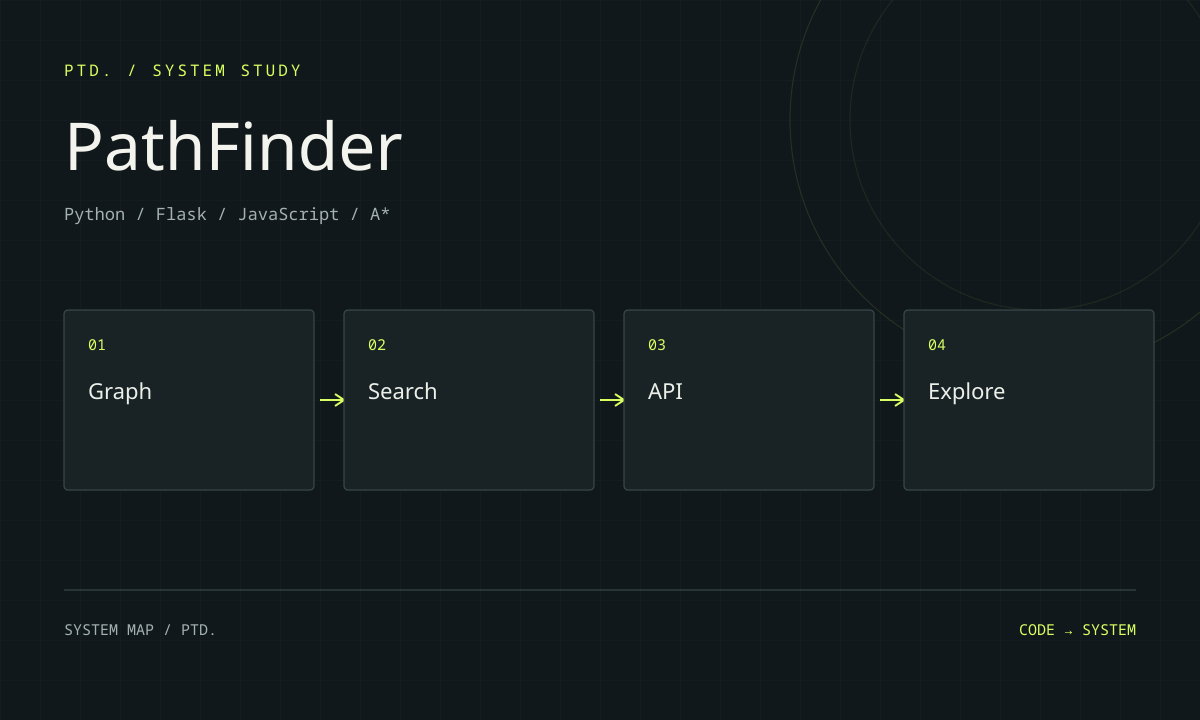 PTD. / SYSTEM STUDY
PathFinder
Python / Flask / JavaScript / A*
01
Graph
02
Search
03
API
04
Explore
SYSTEM MAP / PTD.
CODE → SYSTEM